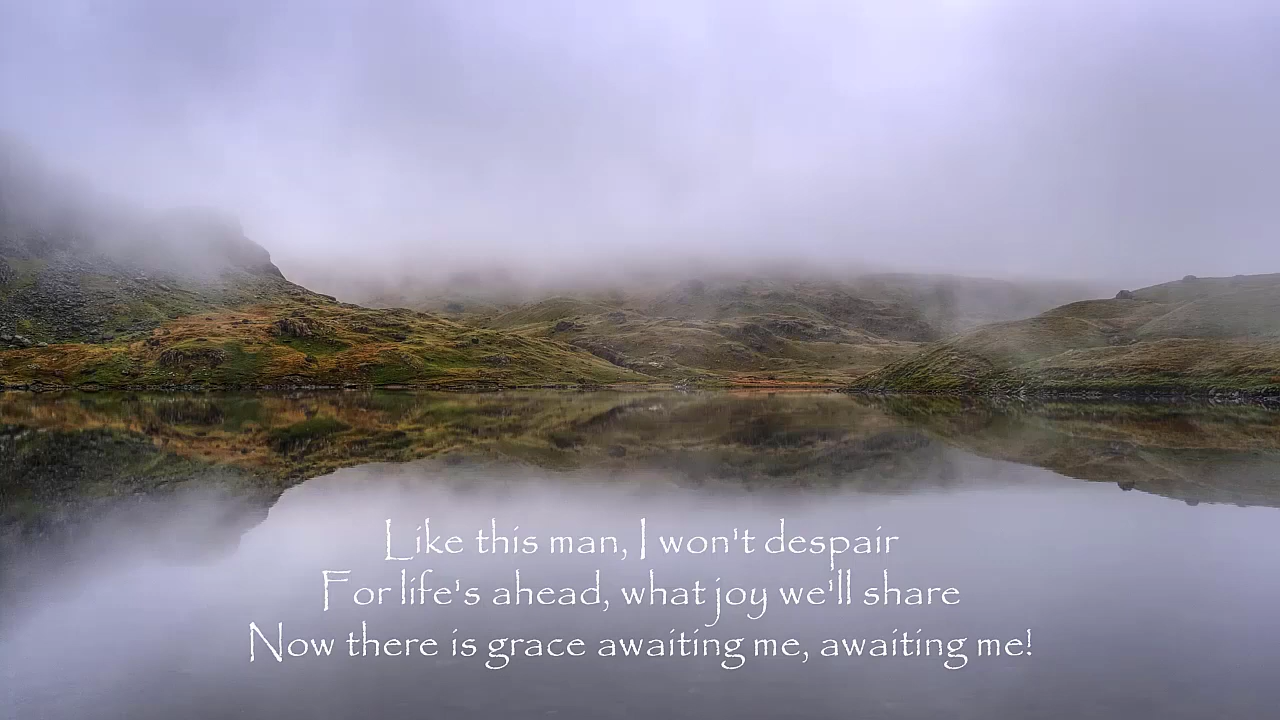 Like this man, I won't despair
For life's ahead, what joy we'll share
Now there is grace awaiting me, awaiting me!